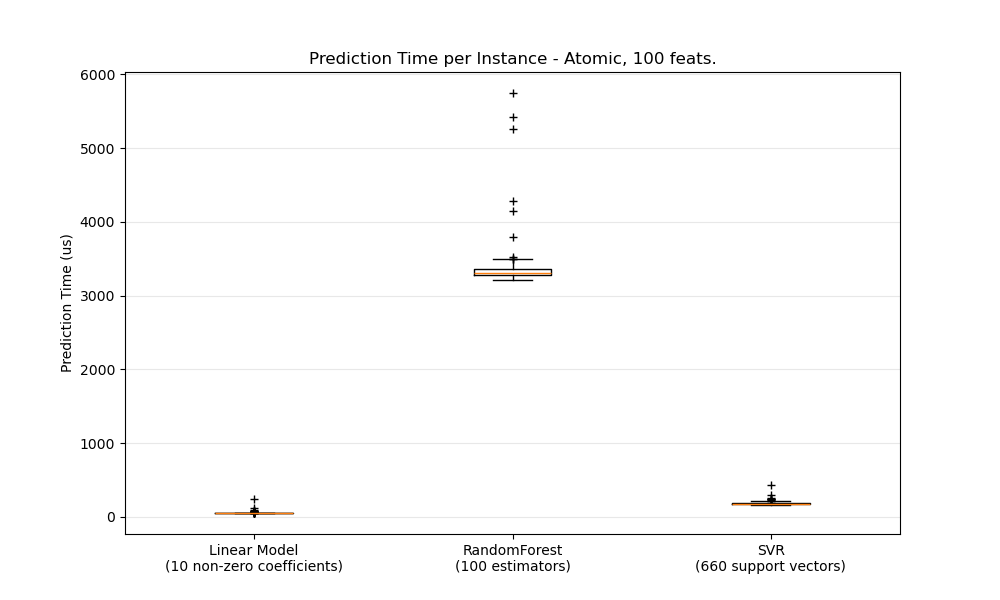 Prediction Time per Instance - Atomic, 100 feats.
6000
5000
4000
3000
2000
1000
0
Prediction Time (us)
Linear Model
(10 non-zero coefficients)
RandomForest
(100 estimators)
SVR
(660 support vectors)